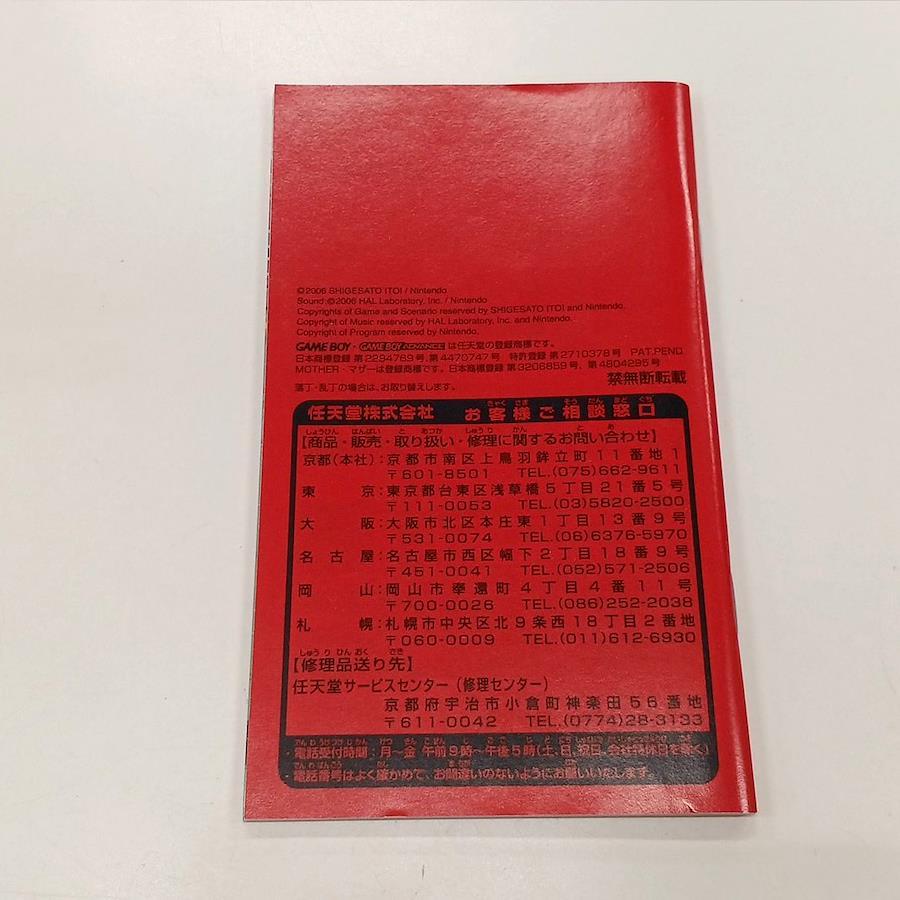 ©2006 SHIGESATO ITOI / Nintendo.
Sound:©2006 HAL Laboratory, Inc. / Nintendo
Copyrights of Game and Scenario reserved by SHIGESATO ITOI and Nintendo.
Copyright of Music reserved by HAL Laboratory, Inc. and Nintendo.
Copyright of Program reserved by Nintendo.
GAME BOY・GAME BOY ADVANCE は任天堂の登録商標です。
日本商標登録 第2294769号、第4470747号 特許登録 第2710378号 PAT.PEND.
MOTHER・マザーは登録商標です。日本商標登録 第3206859号、第4804295号
禁無断転載
落丁・乱丁の場合は、お取り替えします。
任天堂株式会社 お客様ご相談窓口
【商品・販売・取り扱い・修理に関するお問い合わせ】
京都(本社):京都市南区上鳥羽鉾立町11番地1
〒601-8501 TEL.(075)662-9611
東京:東京都台東区浅草橋5丁目21番5号
〒111-0053 TEL.(03)5820-2500
大阪:大阪市北区本庄東1丁目13番9号
〒531-0074 TEL.(06)6376-5970
名古屋:名古屋市西区幅下2丁目18番9号
〒451-0041 TEL.(052)571-2506
岡山:岡山市奉還町4丁目4番11号
〒700-0026 TEL.(086)252-2038
札幌:札幌市中央区北9条西18丁目2番地
〒060-0009 TEL.(011)612-6930
【修理品送り先】
任天堂サービスセンター(修理センター)
京都府宇治市小倉町神楽田56番地
〒611-0042 TEL.(0774)28-3133
・電話受付時間:月〜金 午前9時〜午後5時(土、日、祝日、会社特休日を除く)
・電話番号はよく確かめて、お間違いのないようにお願いいたします。